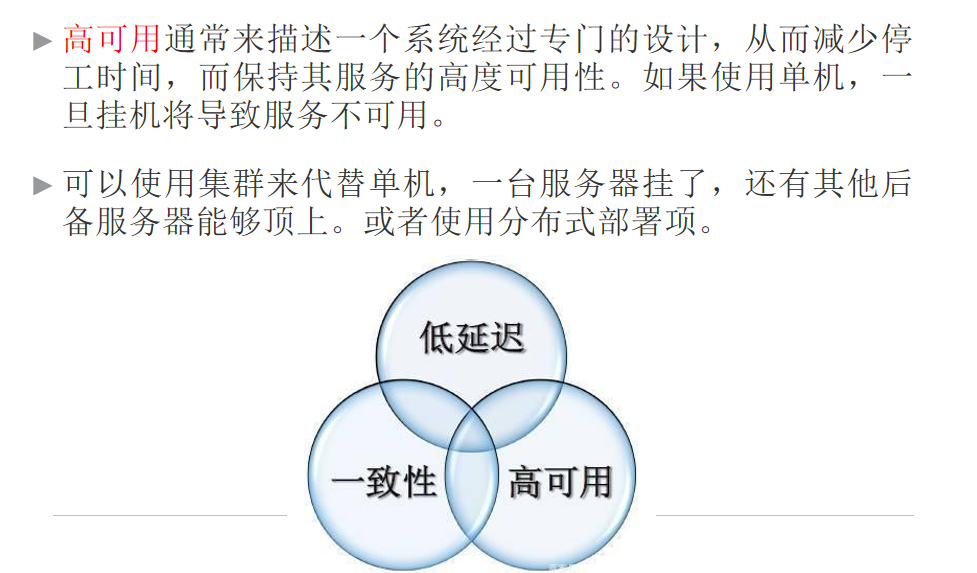 高可用通常来描述一个系统经过专门的设计，从而减少停
工时间，而保持其服务的高度可用性。如果使用单机，一
旦挂机将导致服务不可用。
可以使用集群来代替单机，一台服务器挂了，还有其他后
备服务器能够顶上。或者使用分布式部署项。
低延迟
一致性
高可用